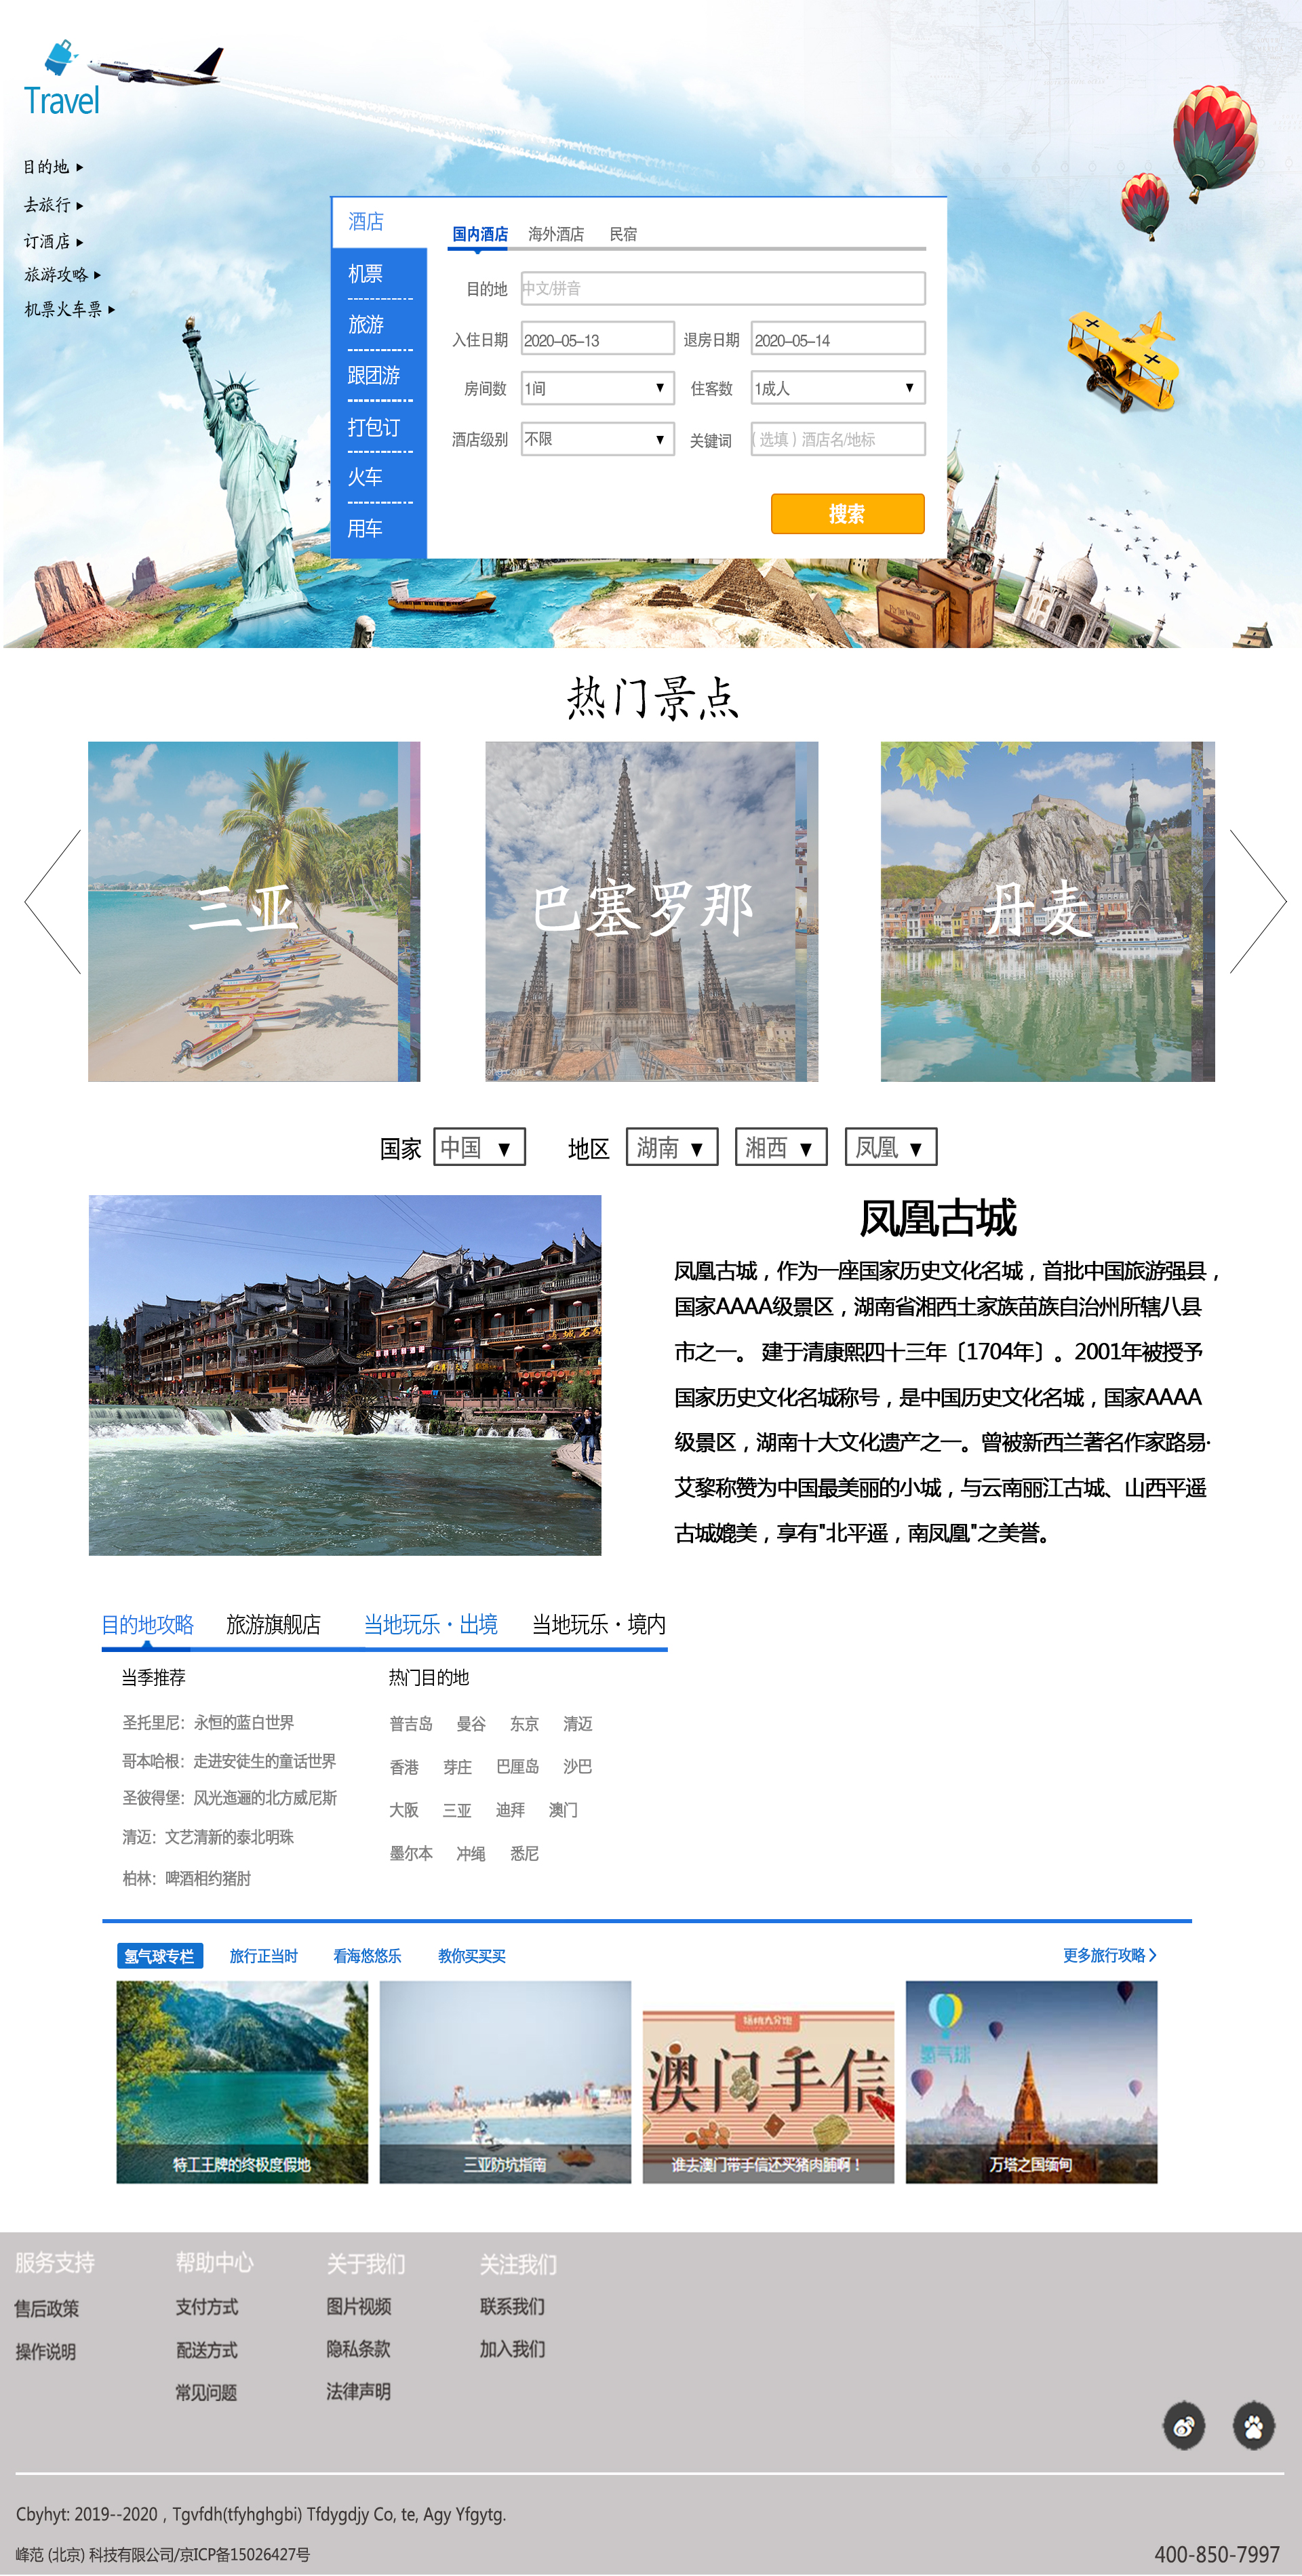 Travel
目的地
去旅行
订酒店
旅游攻略
机票火车票
酒店
机票
旅游
跟团游
打包订
火车
用车
国内酒店 海外酒店 民宿
目的地 中文/拼音
入住日期 2020-05-13 退房日期 2020-05-14
房间数 1间 住客数 1成人
酒店级别 不限 关键词 (选填)酒店名/地标
搜索
热门景点
三亚 巴塞罗那 丹麦
国家 中国 地区 湖南 湘西 凤凰
凤凰古城
凤凰古城，作为一座国家历史文化名城，首批中国旅游强县，
国家AAAA级景区，湖南省湘西土家族苗族自治州所辖八县
市之一。 建于清康熙四十三年〔1704年〕。2001年被授予
国家历史文化名城称号，是中国历史文化名城，国家AAAA
级景区，湖南十大文化遗产之一。曾被新西兰著名作家路易·
艾黎称赞为中国最美丽的小城，与云南丽江古城、山西平遥
古城媲美，享有"北平遥，南凤凰"之美誉。
目的地攻略 旅游旗舰店 当地玩乐·出境 当地玩乐·境内
当季推荐
圣托里尼：永恒的蓝白世界
哥本哈根：走进安徒生的童话世界
圣彼得堡：风光迤逦的北方威尼斯
清迈：文艺清新的泰北明珠
柏林：啤酒相约猪肘
热门目的地
普吉岛 曼谷 东京 清迈
香港 芽庄 巴厘岛 沙巴
大阪 三亚 迪拜 澳门
墨尔本 冲绳 悉尼
氢气球专栏 旅行正当时 看海悠悠乐 教你买买买 更多旅行攻略
氢气球
澳门手信
特工王牌的终极度假地
三亚防坑指南
谁去澳门带手信还买猪肉脯啊！
万塔之国缅甸
服务支持 帮助中心 关于我们 关注我们
售后政策 支付方式 图片视频 联系我们
操作说明 配送方式 隐私条款 加入我们
常见问题 法律声明
Cbyhyt: 2019--2020 , Tgvfdh(tfyhghgbi) Tfdygdjy Co, te, Agy Yfgytg.
峰范 (北京) 科技有限公司/京ICP备15026427号
400-850-7997